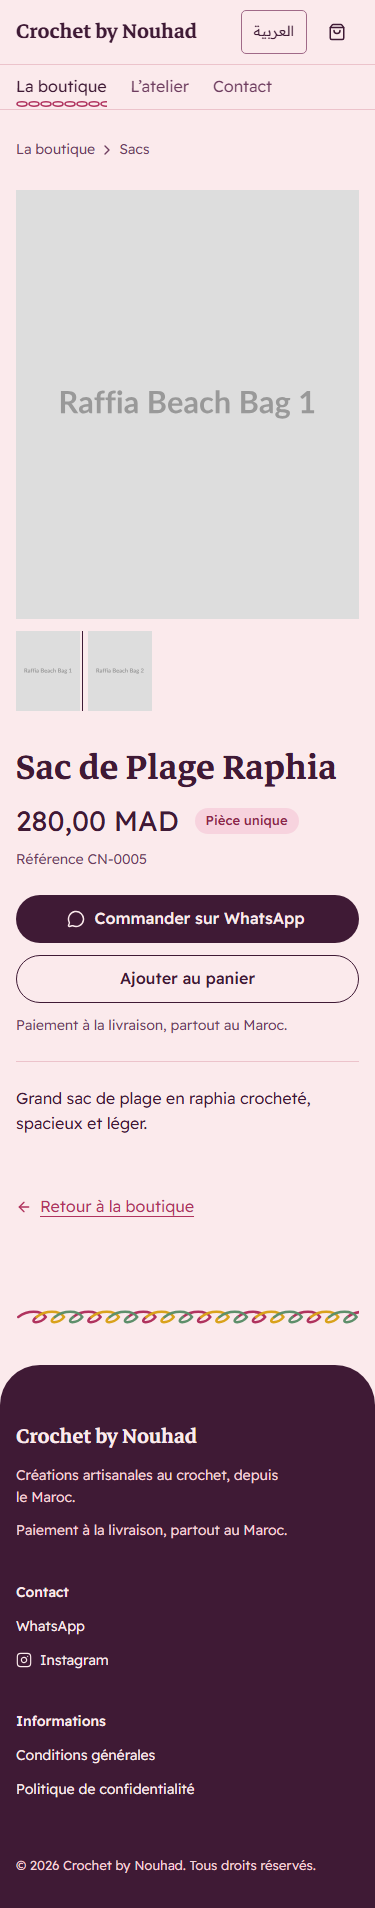 Crochet by Nouhad
العربية
La boutique
L’atelier
Contact
La boutique > Sacs
Raffia Beach Bag 1
Raffia Beach Bag 1
Raffia Beach Bag 2
Sac de Plage Raphia
280,00 MAD
Pièce unique
Référence CN-0005
Commander sur WhatsApp
Ajouter au panier
Paiement à la livraison, partout au Maroc.
Grand sac de plage en raphia crocheté,
spacieux et léger.
Retour à la boutique
Crochet by Nouhad
Créations artisanales au crochet, depuis
le Maroc.
Paiement à la livraison, partout au Maroc.
Contact
WhatsApp
Instagram
Informations
Conditions générales
Politique de confidentialité
© 2026 Crochet by Nouhad. Tous droits réservés.